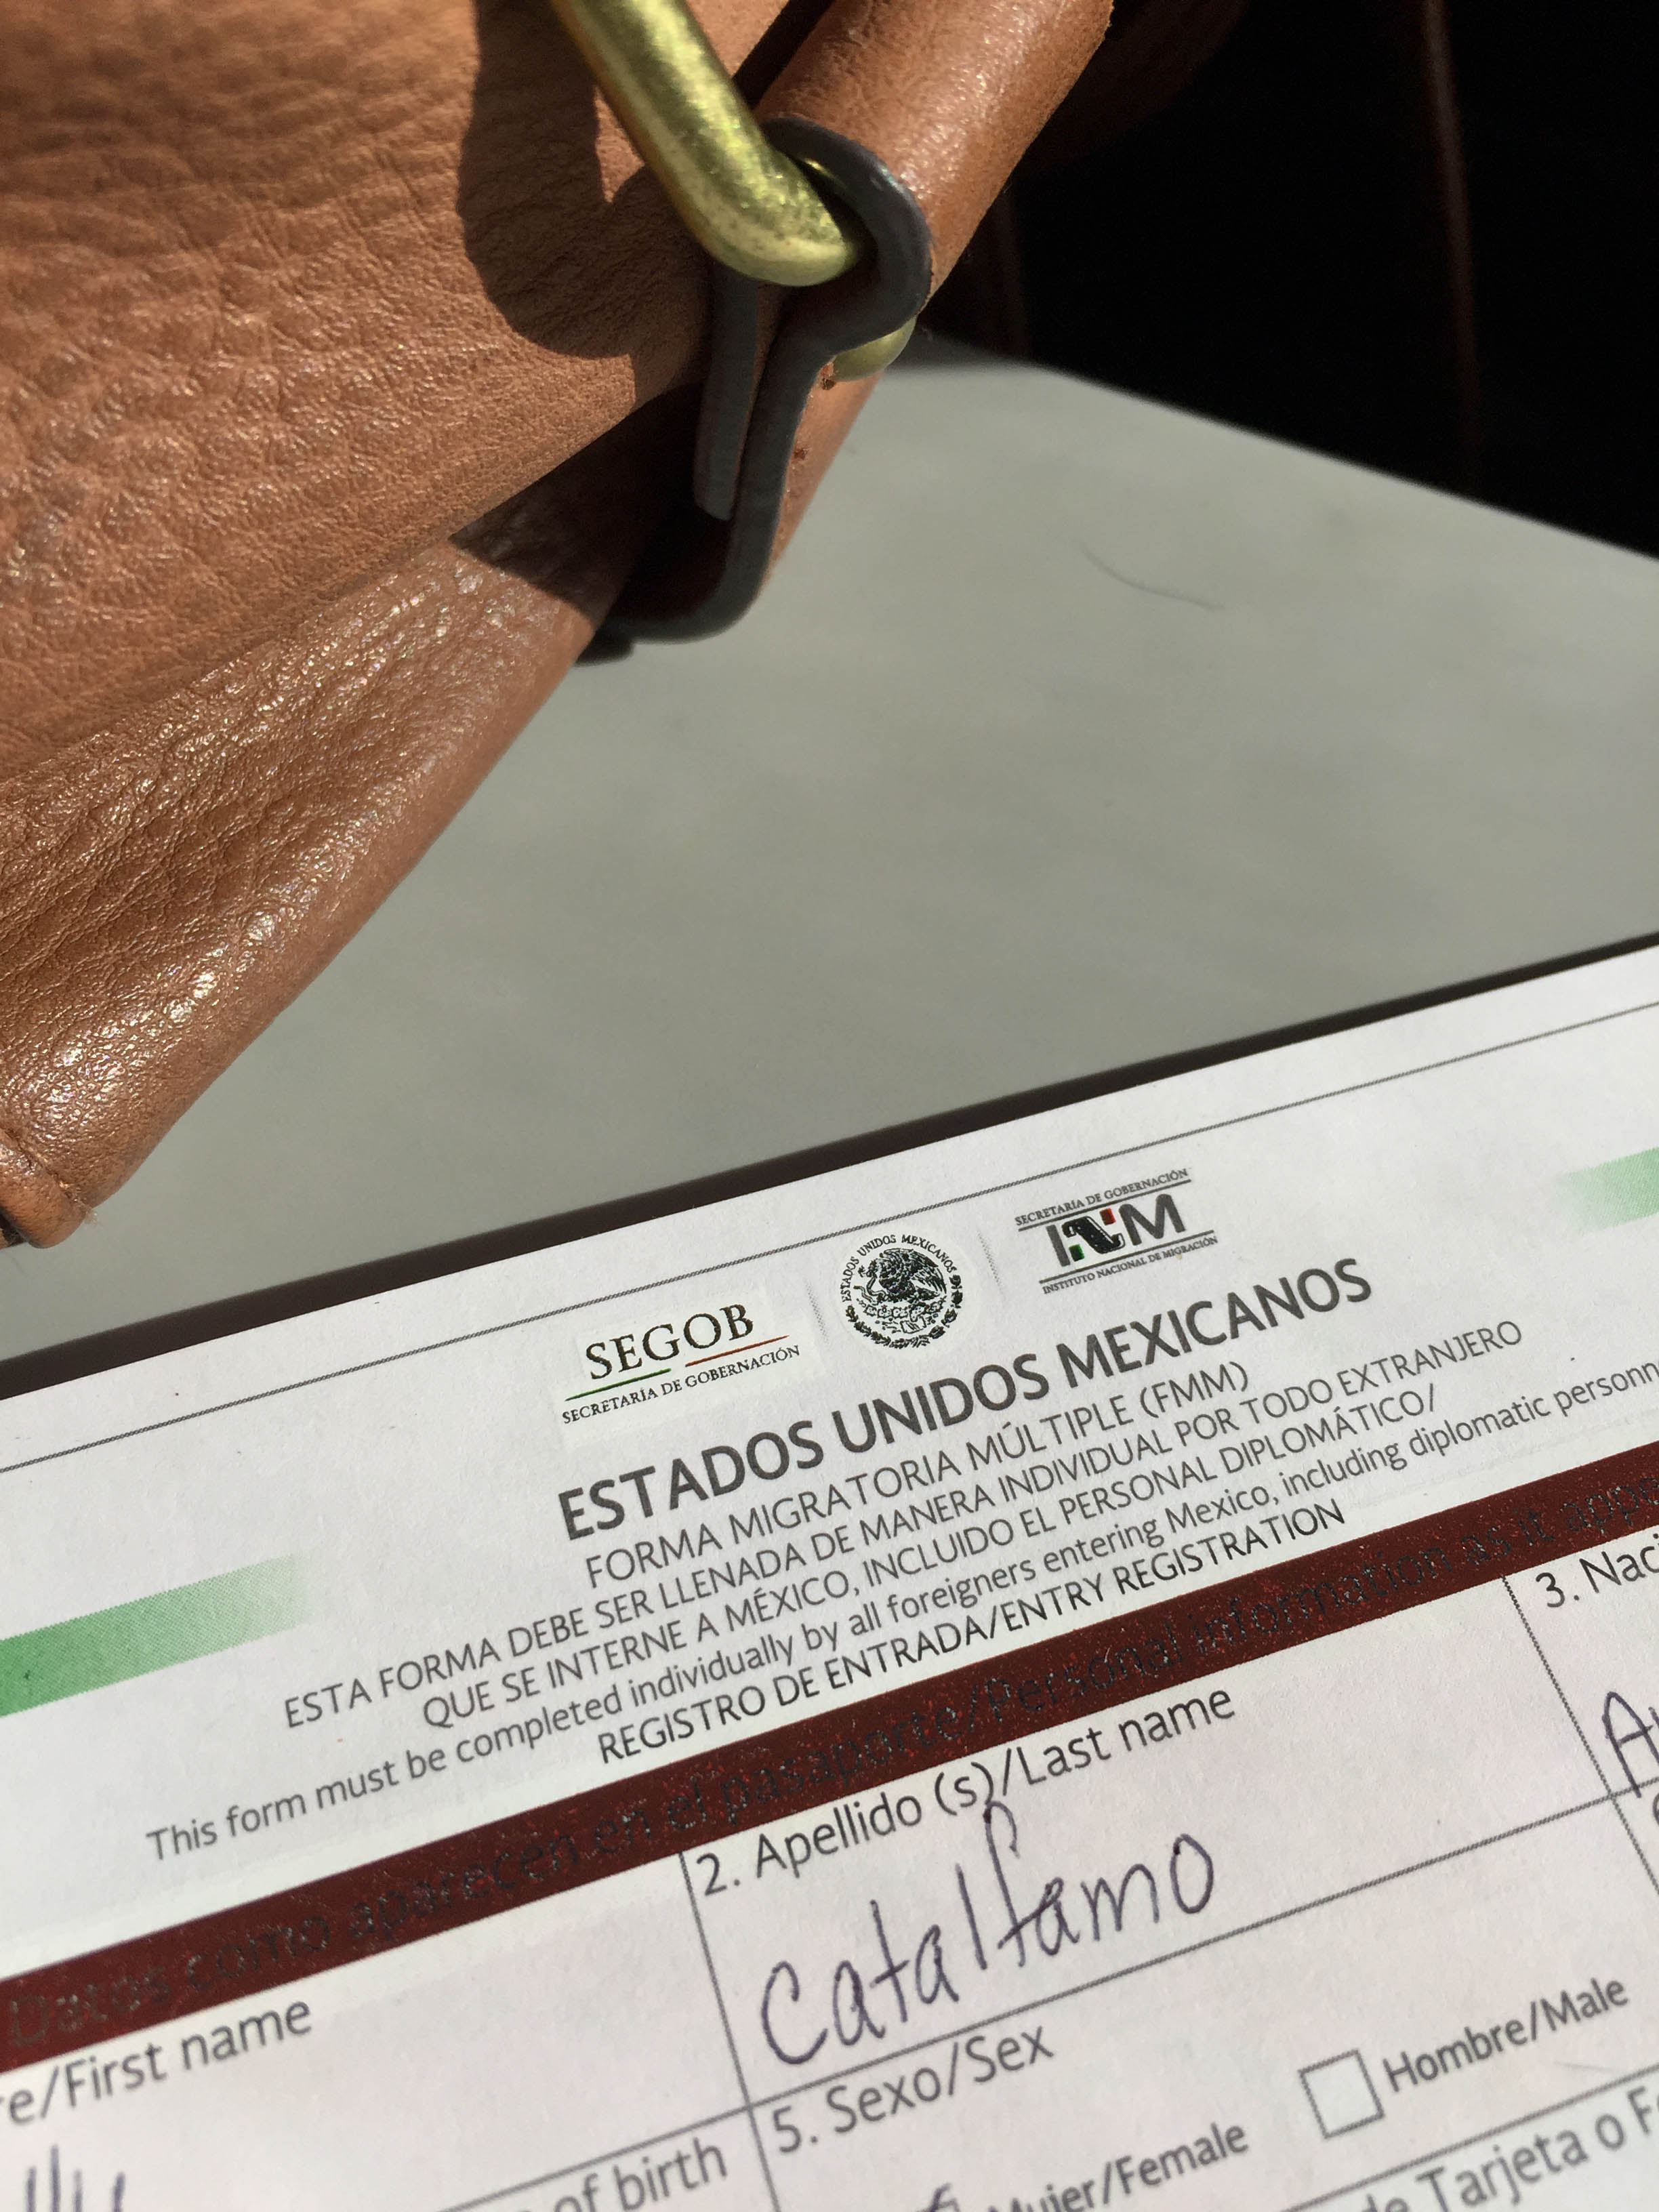 SECRETARÍA DE GOBERNACIÓN
INM
INSTITUTO NACIONAL DE MIGRACIÓN
ESTADOS UNIDOS MEXICANOS
SEGOB
SECRETARÍA DE GOBERNACIÓN
ESTADOS UNIDOS MEXICANOS
FORMA MIGRATORIA MÚLTIPLE (FMM)
ESTA FORMA DEBE SER LLENADA DE MANERA INDIVIDUAL POR TODO EXTRANJERO
QUE SE INTERNE A MÉXICO, INCLUIDO EL PERSONAL DIPLOMÁTICO/
This form must be completed individually by all foreigners entering Mexico, including diplomatic personn
REGISTRO DE ENTRADA/ENTRY REGISTRATION
Datos como aparecen en el pasaporte/Personal information as it appe
re/First name
2. Apellido (s)/Last name
Catalfamo
3. Naci
of birth
5. Sexo/Sex
Mujer/Female
Hombre/Male
de Tarjeta o F